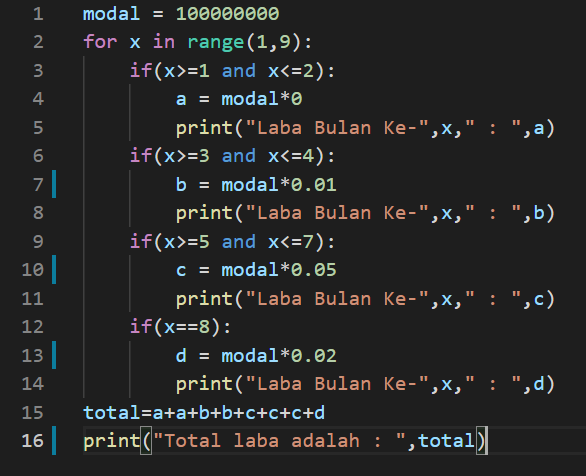 1 modal = 100000000
2 for x in range(1,9):
3 if(x>=1 and x<=2):
4 a = modal*0
5 print("Laba Bulan Ke-",x," : ",a)
6 if(x>=3 and x<=4):
7 b = modal*0.01
8 print("Laba Bulan Ke-",x," : ",b)
9 if(x>=5 and x<=7):
10 c = modal*0.05
11 print("Laba Bulan Ke-",x," : ",c)
12 if(x==8):
13 d = modal*0.02
14 print("Laba Bulan Ke-",x," : ",d)
15 total=a+a+b+b+c+c+c+d
16 print("Total laba adalah : ",total)